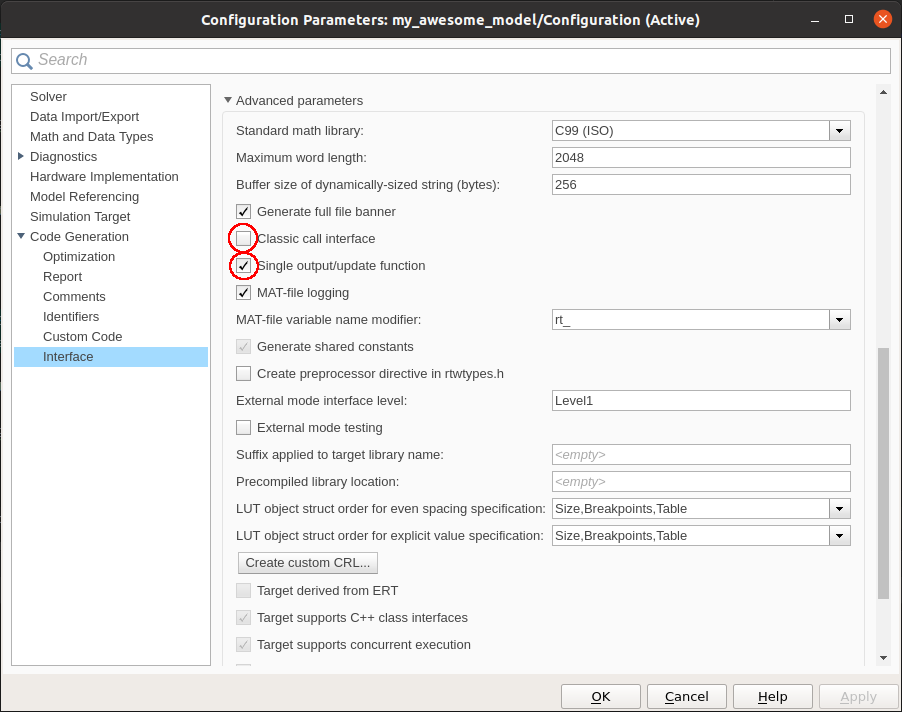 Configuration Parameters: my_awesome_model/Configuration (Active)
Search
Solver
Data Import/Export
Math and Data Types
Diagnostics
Hardware Implementation
Model Referencing
Simulation Target
Code Generation
Optimization
Report
Comments
Identifiers
Custom Code
Interface
Advanced parameters
Standard math library: C99 (ISO)
Maximum word length: 2048
Buffer size of dynamically-sized string (bytes): 256
Generate full file banner
Classic call interface
Single output/update function
MAT-file logging
MAT-file variable name modifier: rt_
Generate shared constants
Create preprocessor directive in rtwtypes.h
External mode interface level: Level1
External mode testing
Suffix applied to target library name: <empty>
Precompiled library location: <empty>
LUT object struct order for even spacing specification: Size,Breakpoints,Table
LUT object struct order for explicit value specification: Size,Breakpoints,Table
Create custom CRL...
Target derived from ERT
Target supports C++ class interfaces
Target supports concurrent execution
OK Cancel Help Apply